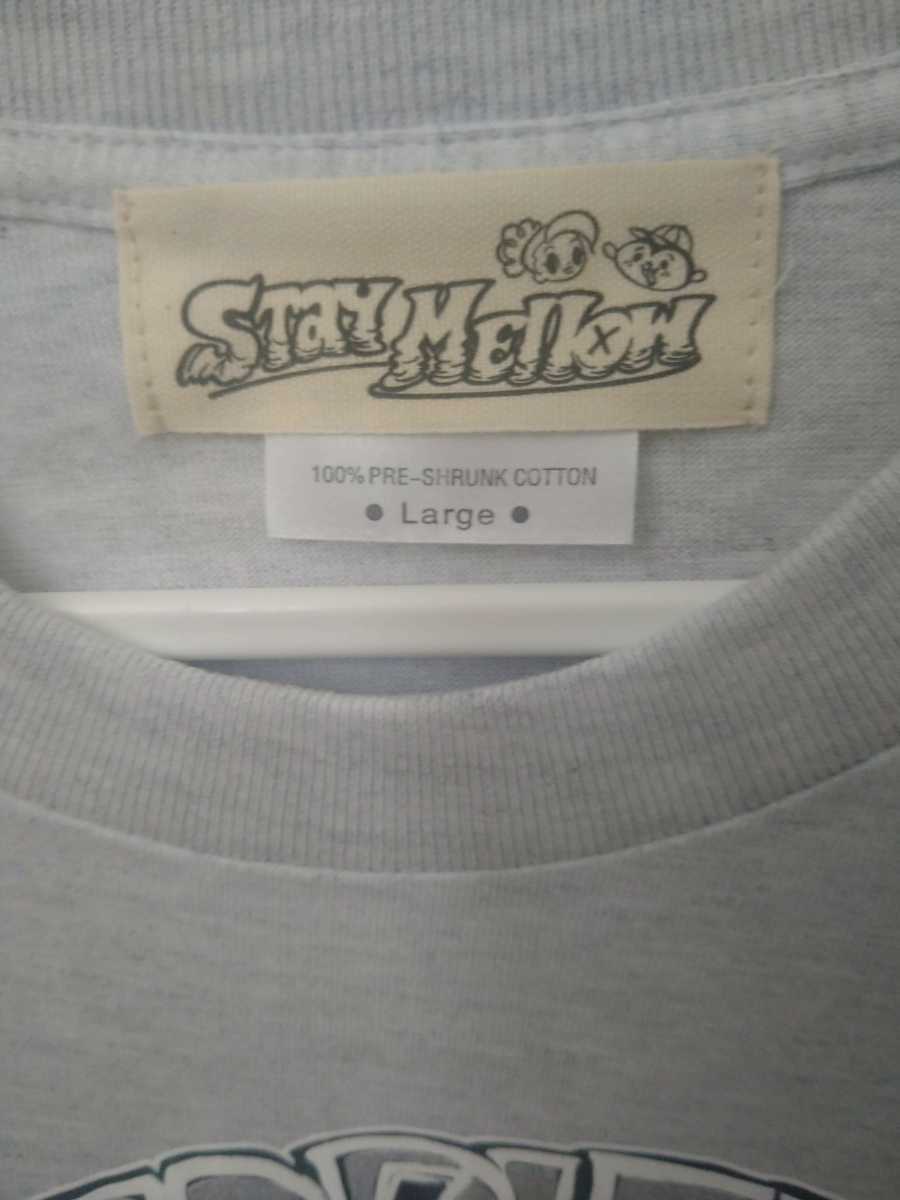 Stay Mellow
100% PRE-SHRUNK COTTON
• Large •